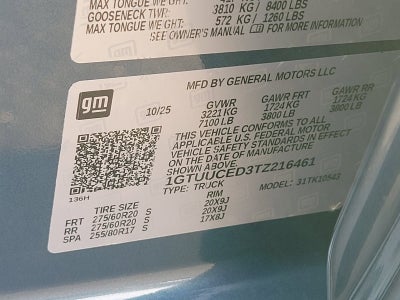 MAX TONGUE WEIGHT:
GOOSENECK TWR: 3810 KG / 8400 LBS
MAX TONGUE WEIGHT: 572 KG / 1260 LBS
SEE OWNER'S MANUAL FOR MORE INFORMATION
gm
MFD BY GENERAL MOTORS LLC
10/25
GVWR GAWR FRT GAWR RR
3221 KG 1724 KG 1724 KG
7100 LB 3800 LB 3800 LB
THIS VEHICLE CONFORMS TO ALL
APPLICABLE U.S. FEDERAL MOTOR
VEHICLE SAFETY STANDARDS IN EFFECT
ON THE DATE OF MANUFACTURE
SHOWN ABOVE.
1GTUUCED3TZ216461
TYPE: TRUCK MODEL: 31TK10543
136H
TIRE SIZE RIM
FRT 275/60R20 S 20X9J
RR 275/60R20 S 20X9J
SPA 255/80R17 S 17X8J